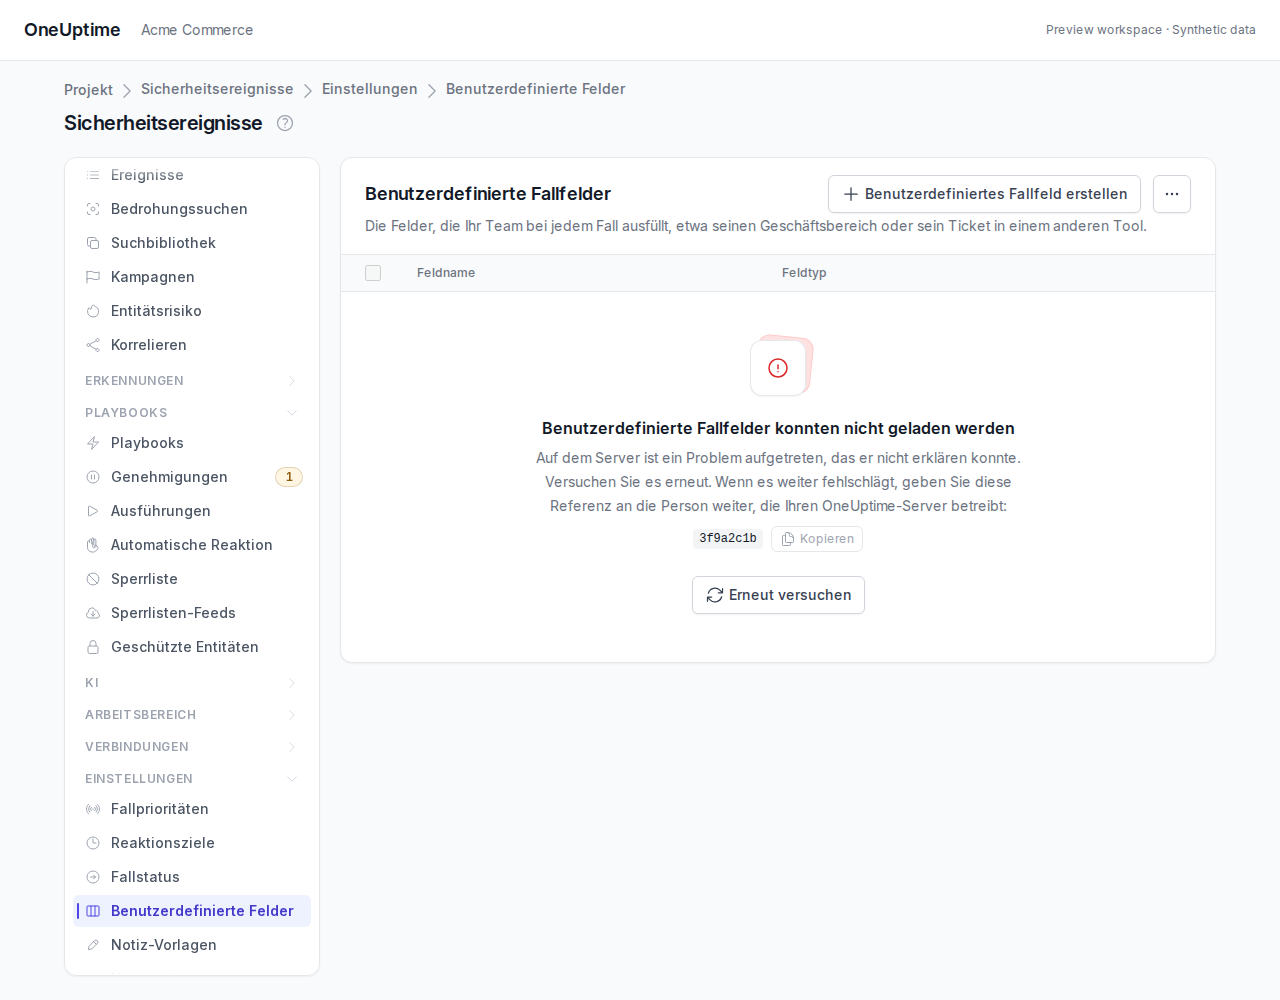 OneUptime
Acme Commerce
Preview workspace · Synthetic data
Projekt
Sicherheitsereignisse
Einstellungen
Benutzerdefinierte Felder
Sicherheitsereignisse
Ereignisse
Bedrohungssuchen
Suchbibliothek
Kampagnen
Entitätsrisiko
Korrelieren
ERKENNUNGEN
PLAYBOOKS
Playbooks
Genehmigungen 1
Ausführungen
Automatische Reaktion
Sperrliste
Sperrlisten-Feeds
Geschützte Entitäten
KI
ARBEITSBEREICH
VERBINDUNGEN
EINSTELLUNGEN
Fallprioritäten
Reaktionsziele
Fallstatus
Benutzerdefinierte Felder
Notiz-Vorlagen
Benutzerdefinierte Fallfelder
Benutzerdefiniertes Fallfeld erstellen
Die Felder, die Ihr Team bei jedem Fall ausfüllt, etwa seinen Geschäftsbereich oder sein Ticket in einem anderen Tool.
Feldname
Feldtyp
Benutzerdefinierte Fallfelder konnten nicht geladen werden
Auf dem Server ist ein Problem aufgetreten, das er nicht erklären konnte.
Versuchen Sie es erneut. Wenn es weiter fehlschlägt, geben Sie diese
Referenz an die Person weiter, die Ihren OneUptime-Server betreibt:
3f9a2c1b
Kopieren
Erneut versuchen